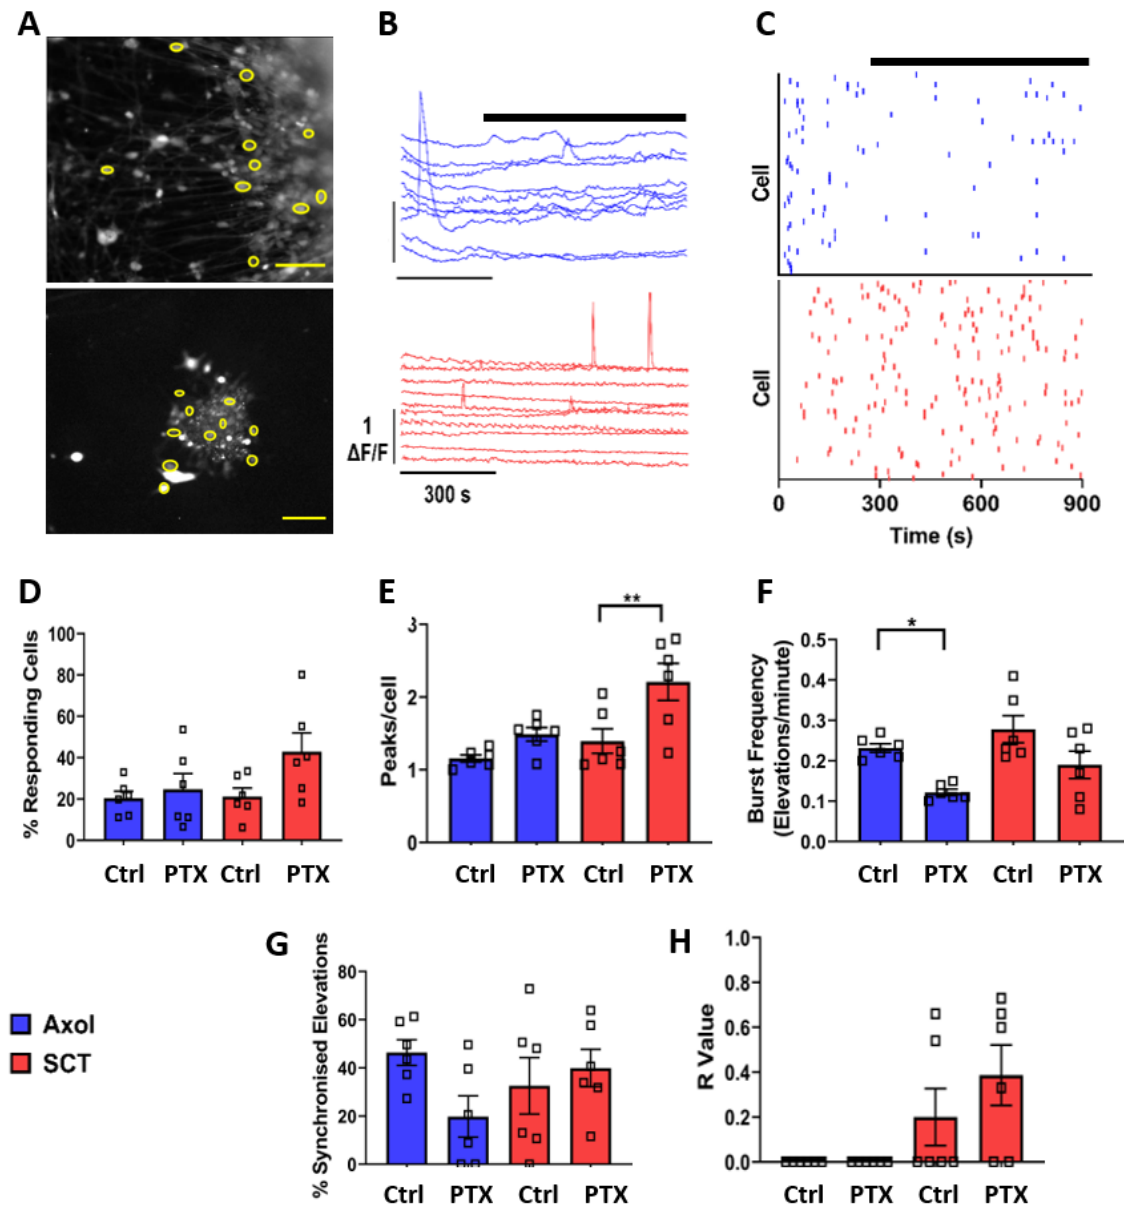 A
B
C
1
ΔF/F
300 s
Cell
Cell
0
300
600
900
Time (s)
D
% Responding Cells
100
80
60
40
20
0
Ctrl
PTX
Ctrl
PTX
E
Peaks/cell
3
2
1
0
**
Ctrl
PTX
Ctrl
PTX
F
Burst Frequency
(Elevations/minute)
0.5
0.4
0.3
0.2
0.1
0.0
*
Ctrl
PTX
Ctrl
PTX
Axol
SCT
G
% Synchronised Elevations
80
60
40
20
0
Ctrl
PTX
Ctrl
PTX
H
R Value
1.0
0.8
0.6
0.4
0.2
0.0
Ctrl
PTX
Ctrl
PTX